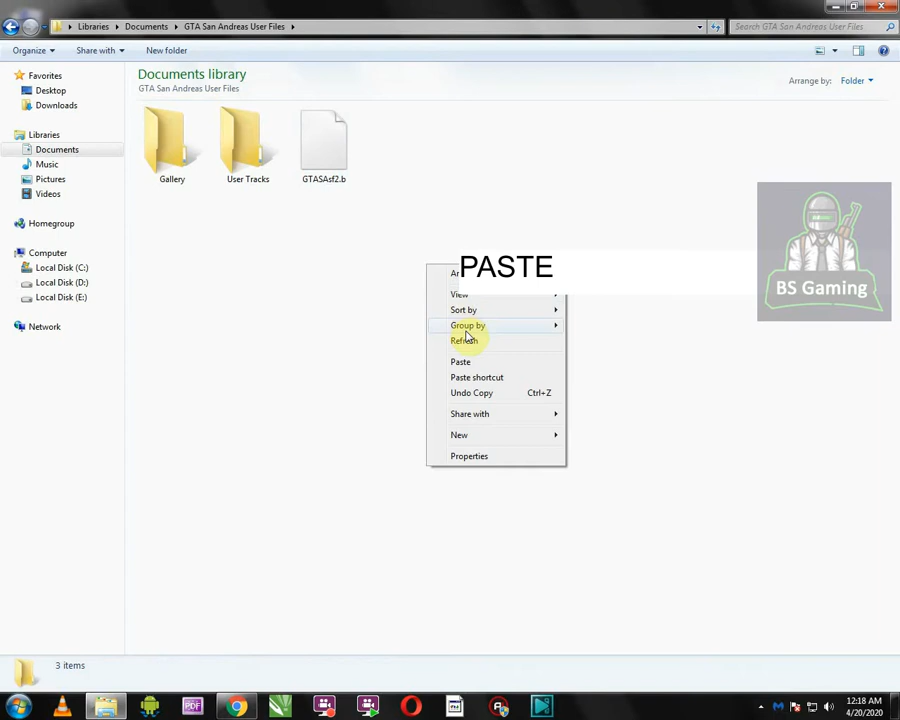 Libraries ▸ Documents ▸ GTA San Andreas User Files ▸
Search GTA San Andreas User Files
Organize ▾ Share with ▾ New folder
Documents library
GTA San Andreas User Files
Arrange by: Folder ▾
Favorites
Desktop
Downloads
Libraries
Documents
Music
Pictures
Videos
Homegroup
Computer
Local Disk (C:)
Local Disk (D:)
Local Disk (E:)
Network
Gallery
User Tracks
GTASAsf2.b
PASTE
View
Sort by
Group by
Refresh
Paste
Paste shortcut
Undo Copy Ctrl+Z
Share with
New
Properties
BS Gaming
3 items
PDF
12:18 AM
4/20/2020